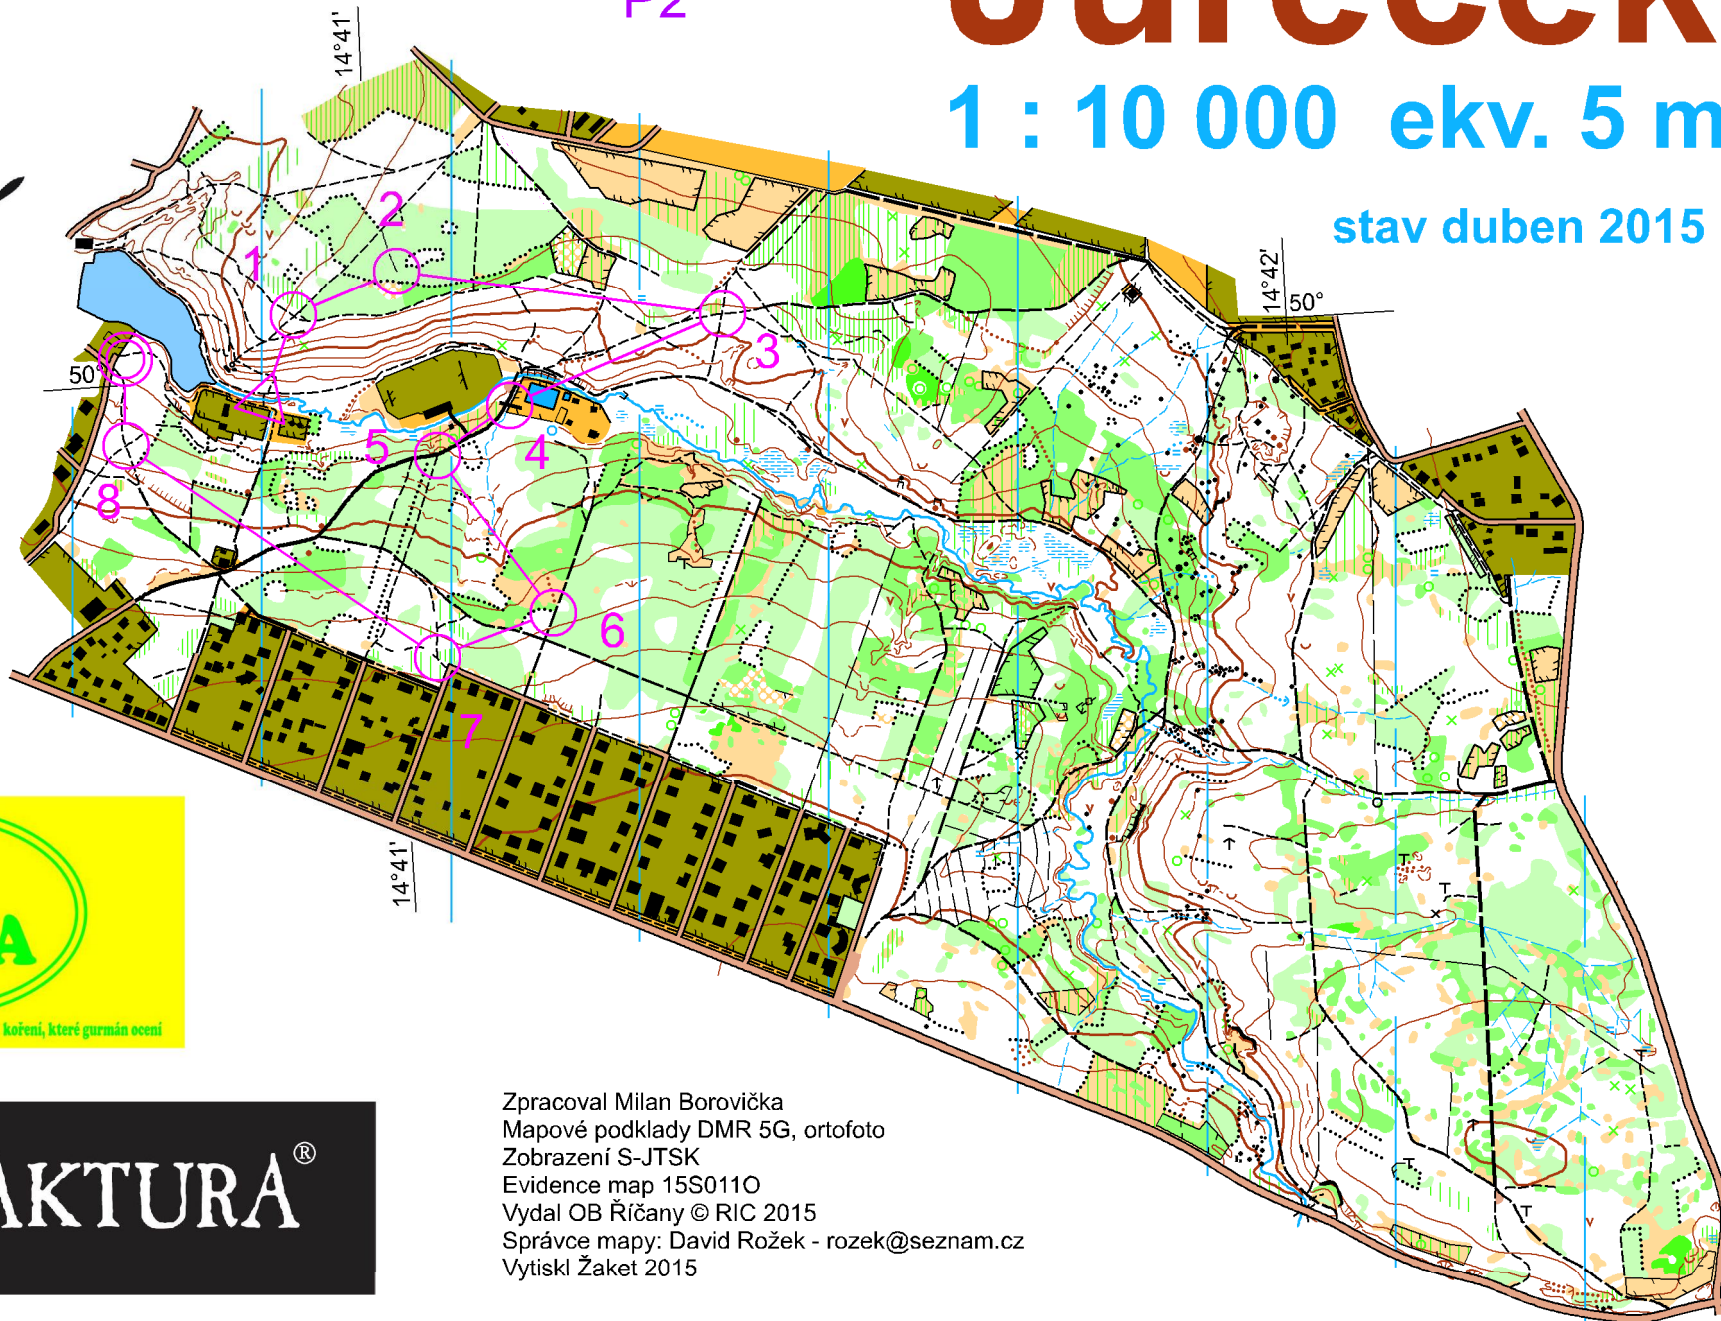 P2
1 : 10 000 ekv. 5 m
stav duben 2015
14°41'
14°42'
50°
50°
14°41'
1
2
3
4
5
6
7
8
A
koření, které gurmán ocení
AKTURA®
Zpracoval Milan Borovička
Mapové podklady DMR 5G, ortofoto
Zobrazení S-JTSK
Evidence map 15S011O
Vydal OB Říčany © RIC 2015
Správce mapy: David Rožek - rozek@seznam.cz
Vytiskl Žaket 2015